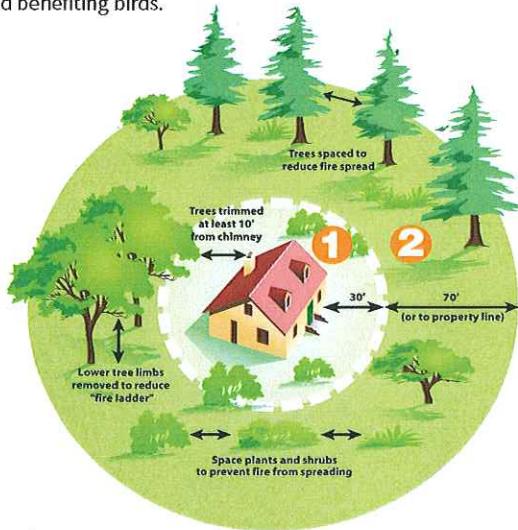 benefiting birds.
Trees spaced to
reduce fire spread
Trees trimmed
at least 10'
from chimney
1
2
30'
70'
(or to property line)
Lower tree limbs
removed to reduce
"fire ladder"
Space plants and shrubs
to prevent fire from spreading